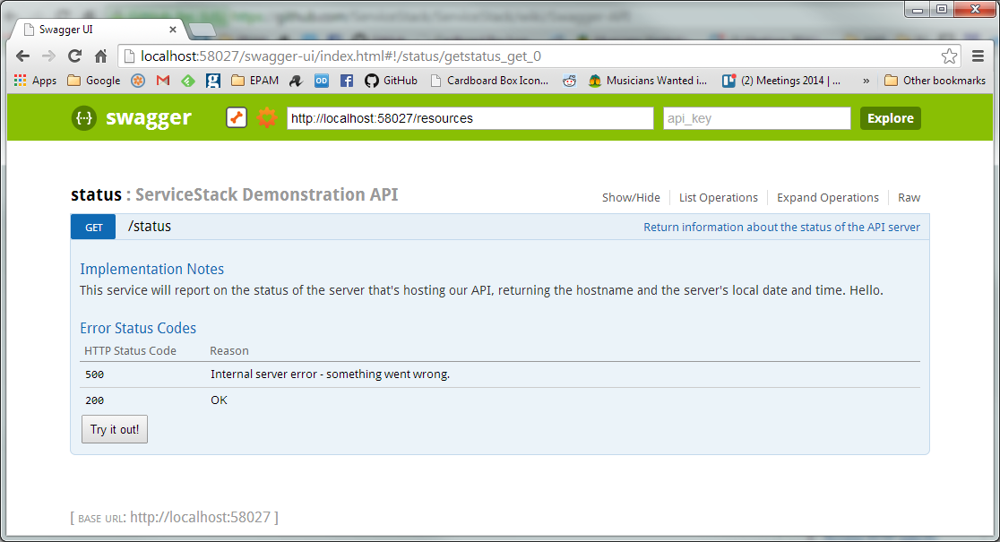 Swagger UI
localhost:58027/swagger-ui/index.html#!/status/getstatus_get_0
Apps Google EPAM GitHub Cardboard Box Icon... Musicians Wanted i... (2) Meetings 2014 | ... » Other bookmarks
{··} swagger http://localhost:58027/resources api_key Explore
status : ServiceStack Demonstration API Show/Hide List Operations Expand Operations Raw
GET /status Return information about the status of the API server
Implementation Notes
This service will report on the status of the server that's hosting our API, returning the hostname and the server's local date and time. Hello.
Error Status Codes
HTTP Status Code Reason
500 Internal server error - something went wrong.
200 OK
Try it out!
[ BASE URL: http://localhost:58027 ]